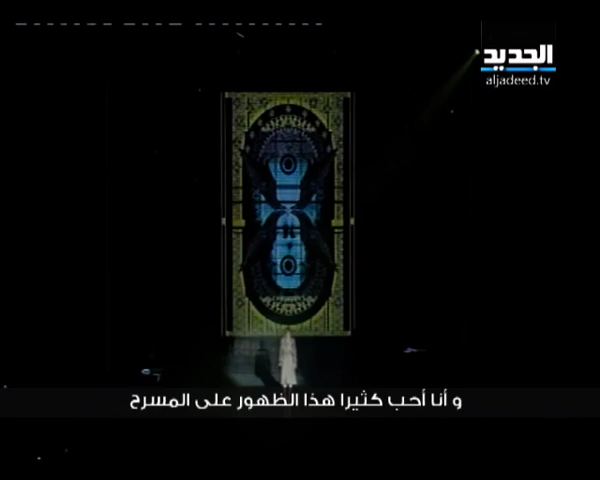 الجديد
aljadeed.tv
و أنا أحب كثيرا هذا الظهور على المسرح